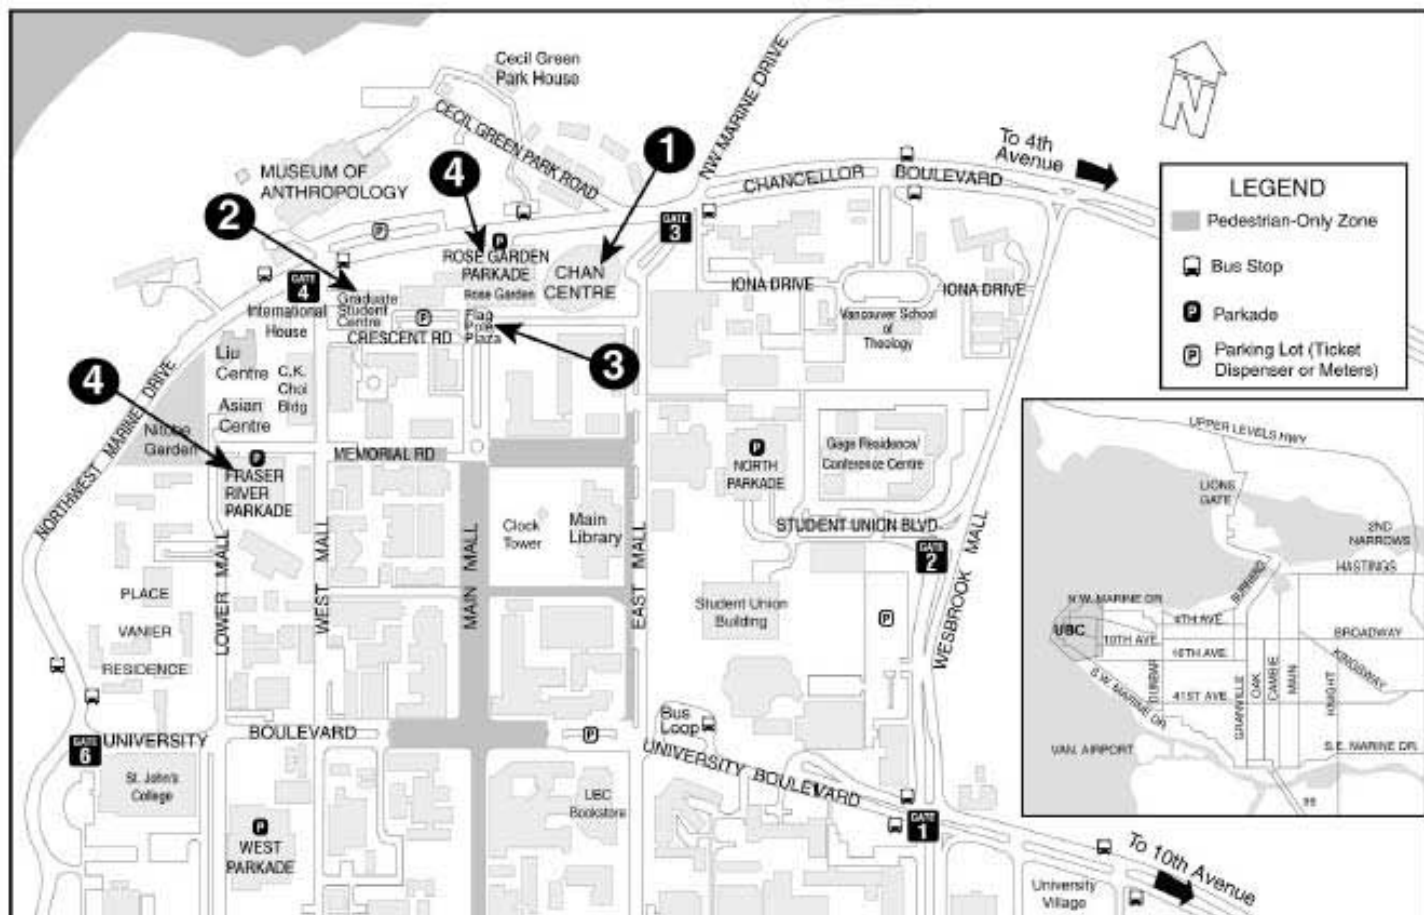 Cecil Green
Park House
CECIL GREEN PARK ROAD
NW MARINE DRIVE
1
MUSEUM OF
ANTHROPOLOGY
4
2
P
GATE
3
CHANCELLOR
BOULEVARD
To 4th
Avenue
N
LEGEND
Pedestrian-Only Zone
Bus Stop
P
Parkade
P
Parking Lot (Ticket
Dispenser or Meters)
P
ROSE GARDEN
PARKADE
Rose Garden
CHAN
CENTRE
GATE
4
International
House
Graduate
Student
Centre
P
CRESCENT RD
Flag
Pole
Plaza
3
IONA DRIVE
IONA DRIVE
Vancouver School
of
Theology
Liu
Centre
C.K.
Choi
Bldg
Asian
Centre
4
NORTHWEST MARINE DRIVE
Nitobe
Garden
MEMORIAL RD
P
FRASER
RIVER
PARKADE
P
NORTH
PARKADE
Gage Residence/
Conference Centre
STUDENT UNION BLVD
GATE
2
Clock
Tower
Main
Library
LOWER MALL
WEST MALL
MAIN MALL
EAST MALL
WESBROOK MALL
PLACE
VANIER
RESIDENCE
Student Union
Building
P
Bus
Loop
GATE
6
UNIVERSITY
BOULEVARD
P
UNIVERSITY BOULEVARD
St. John's
College
P
WEST
PARKADE
UBC
Bookstore
GATE
1
To 10th Avenue
University
Village
UPPER LEVELS HWY
LIONS
GATE
2ND
NARROWS
HASTINGS
BURRARD
N.W. MARINE DR
UBC
4TH AVE.
10TH AVE.
BROADWAY
16TH AVE.
KINGSWAY
DUNBAR
41ST AVE.
GRANVILLE
OAK
CAMBIE
MAIN
KNIGHT
S.W. MARINE DR
VAN. AIRPORT
S.E. MARINE DR.
99